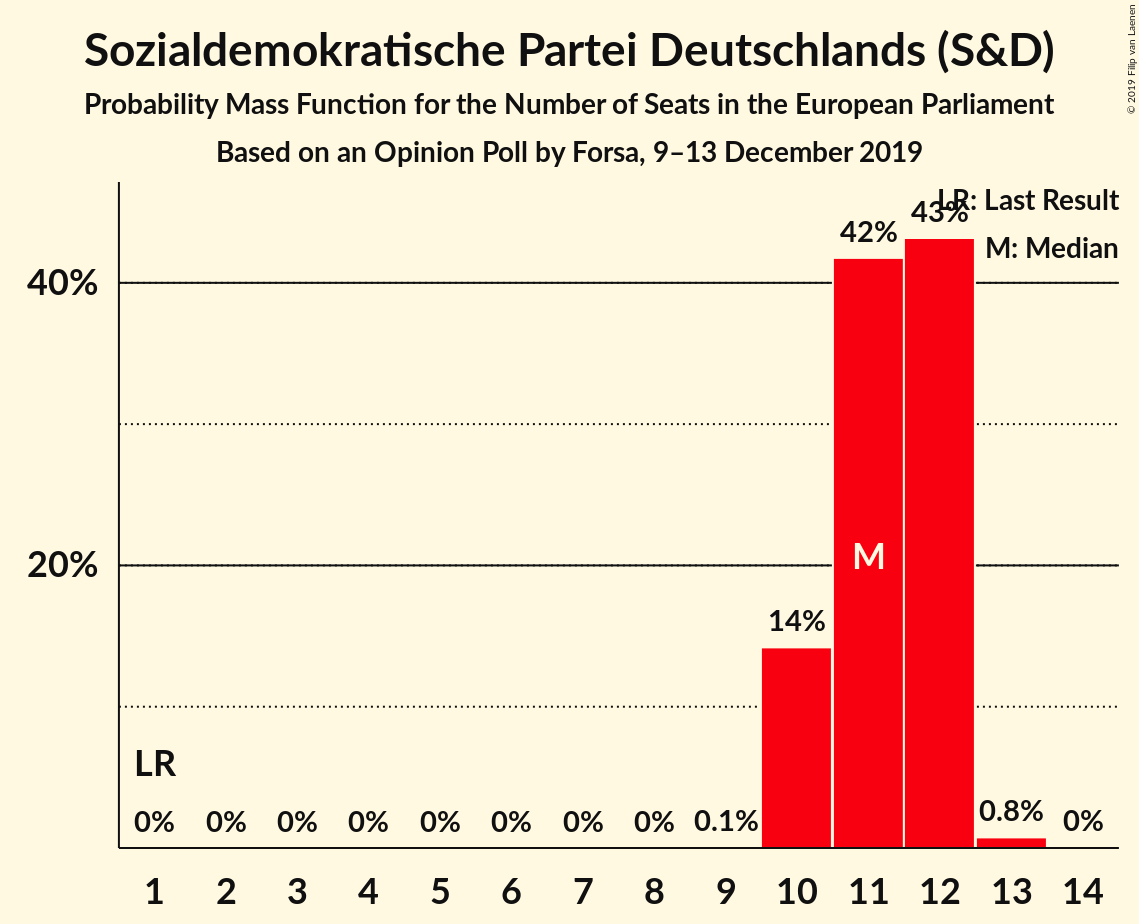 Sozialdemokratische Partei Deutschlands (S&D)
Probability Mass Function for the Number of Seats in the European Parliament
Based on an Opinion Poll by Forsa, 9–13 December 2019
© 2019 Filip van Laenen
LR: Last Result
M: Median
40%
20%
42%
43%
M
14%
LR
0%
0%
0%
0%
0%
0%
0%
0%
0.1%
0.8%
0%
1 2 3 4 5 6 7 8 9 10 11 12 13 14